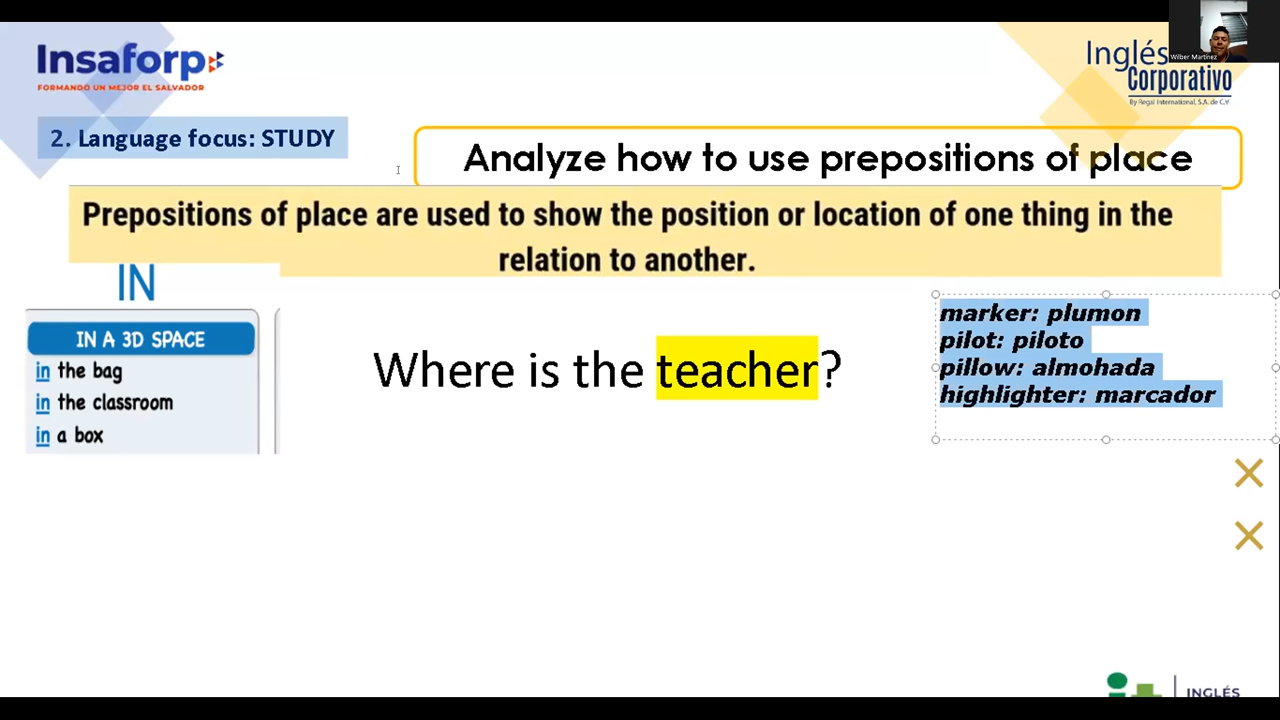 Insaforp
FORMANDO UN MEJOR EL SALVADOR
Inglés
Corporativo
By Regal International, S.A. de C.V.
Wilber Martínez
2. Language focus: STUDY
Analyze how to use prepositions of place
Prepositions of place are used to show the position or location of one thing in the
relation to another.
IN
IN A 3D SPACE
in the bag
in the classroom
in a box
Where is the teacher?
marker: plumon
pilot: piloto
pillow: almohada
highlighter: marcador
INGLÉS